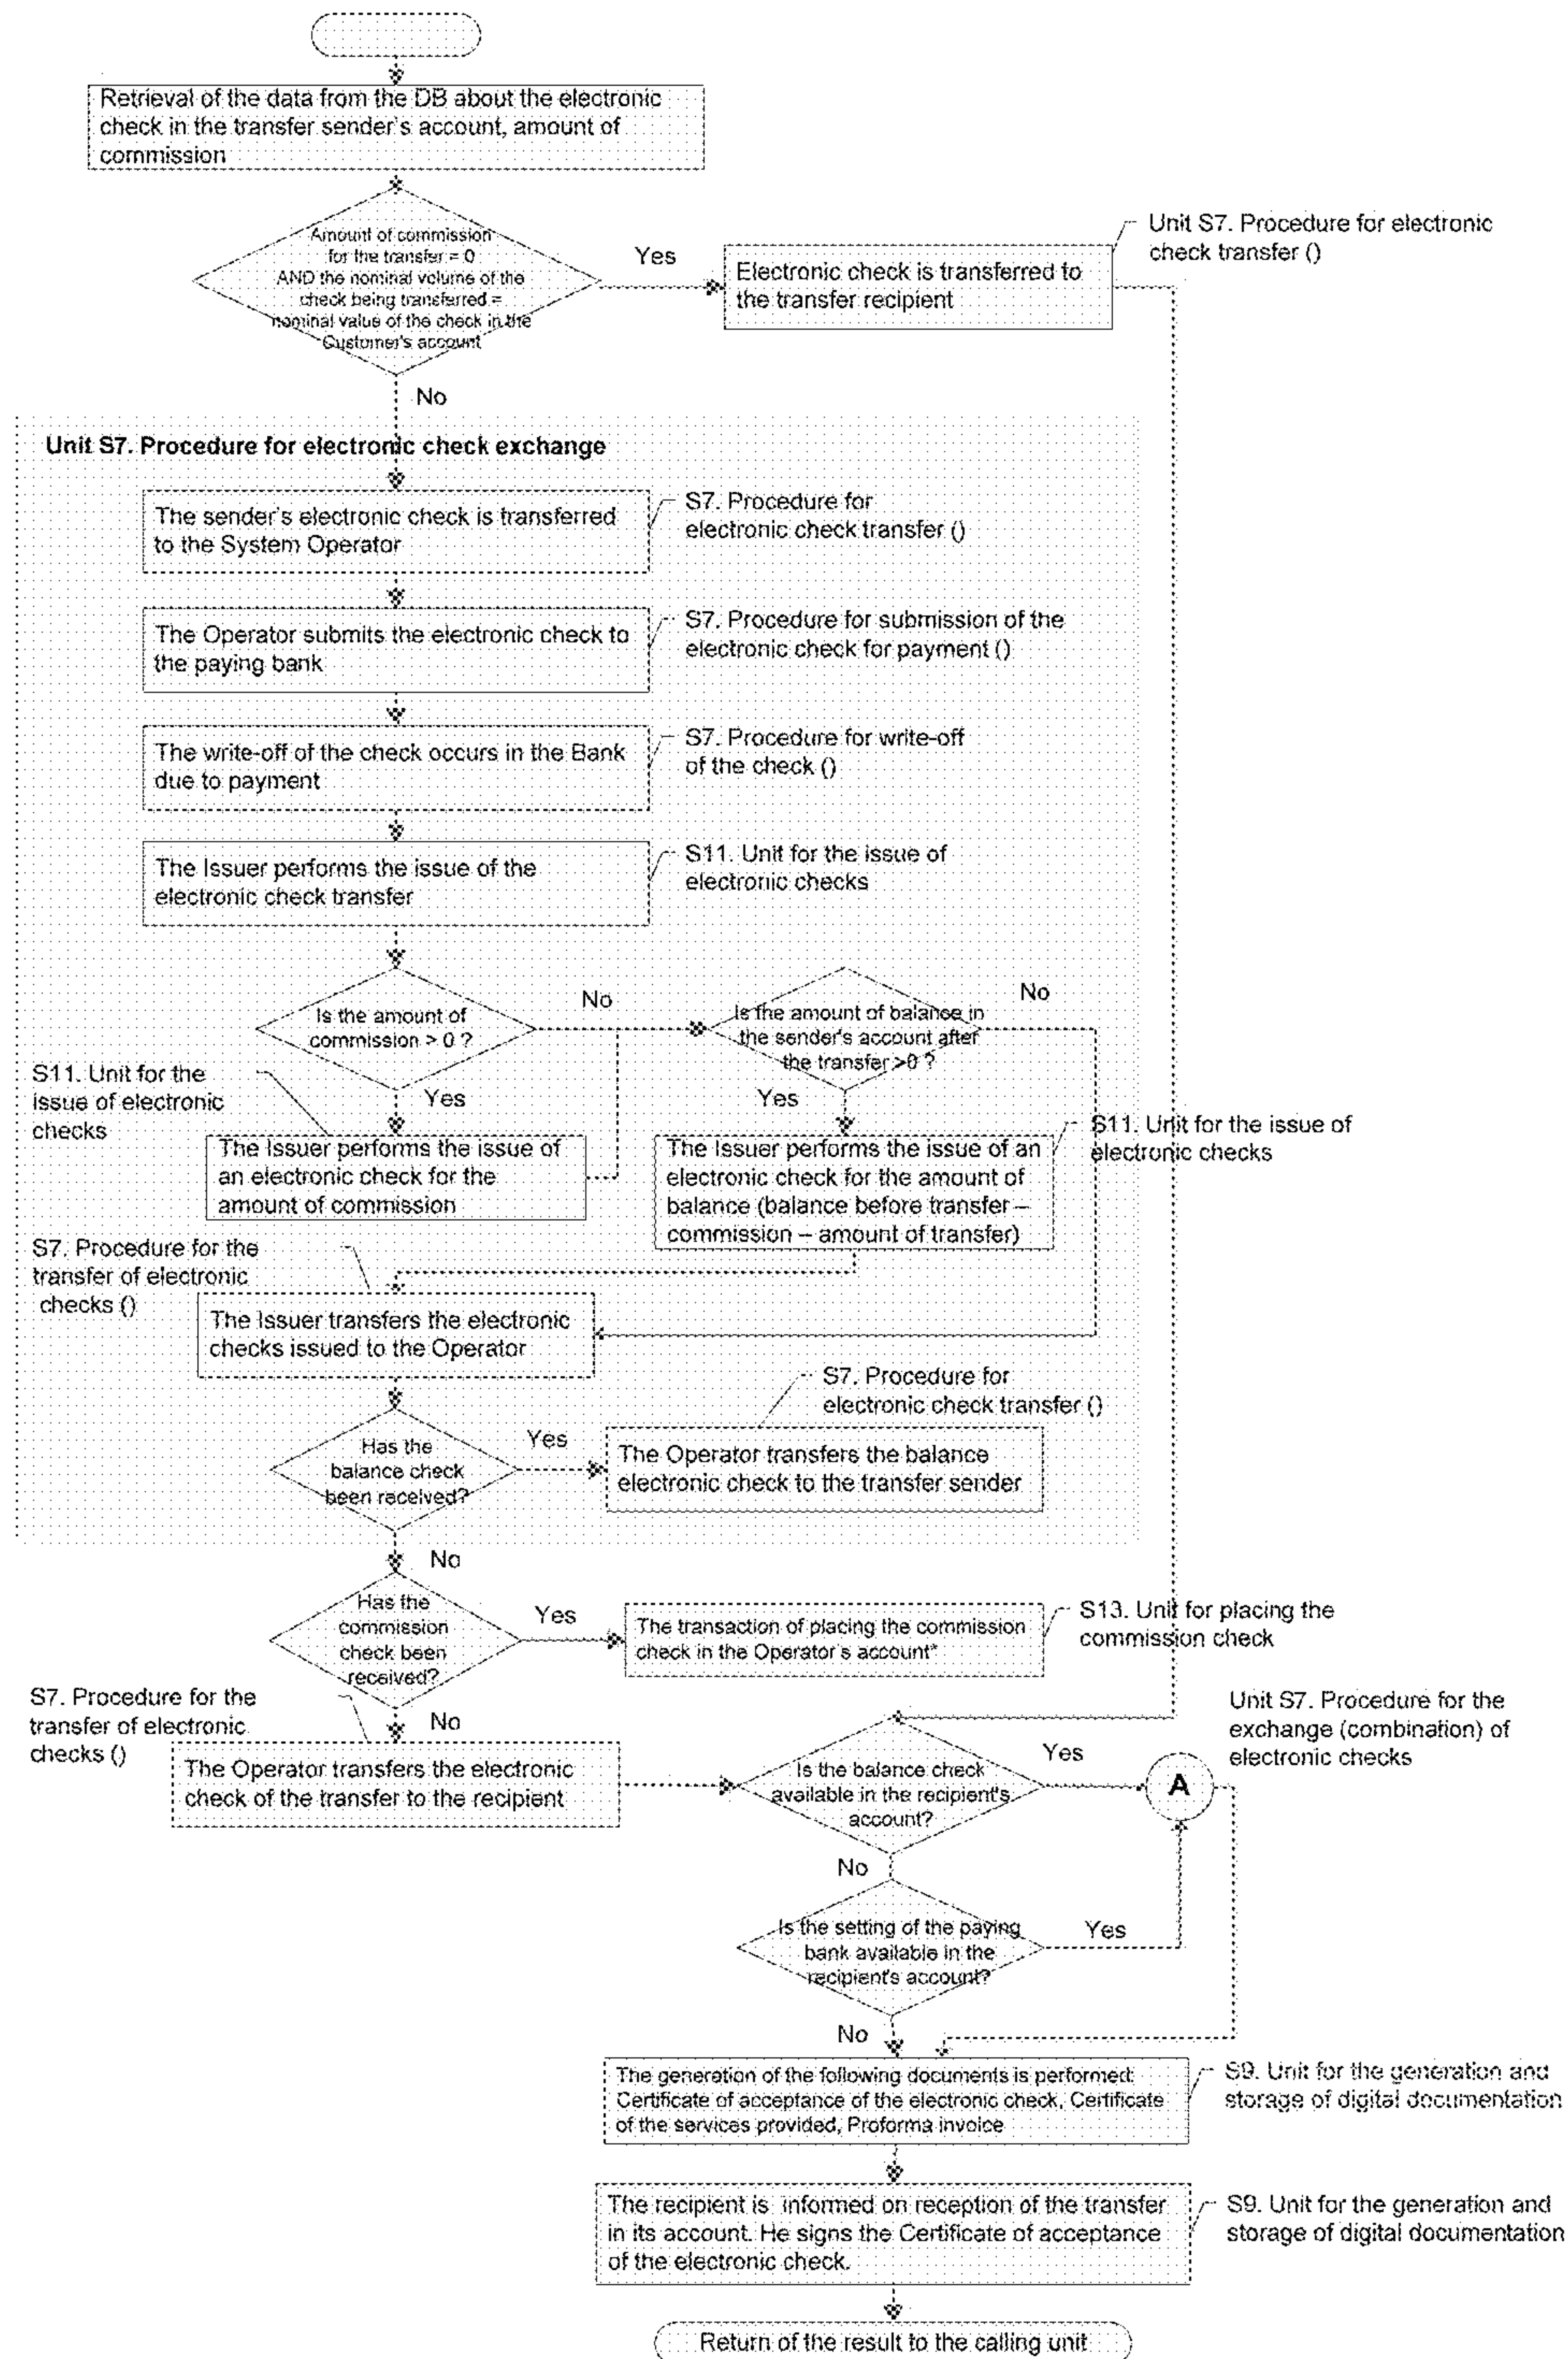 Retrieval of the data from the DB about the electronic
check in the transfer sender's account, amount of
commission
Amount of commission
for the transfer = 0
AND the nominal volume of the
check being transferred =
nominal value of the check in the
Customer's account
Yes
Electronic check is transferred to
the transfer recipient
Unit S7. Procedure for electronic
check transfer ()
No
Unit S7. Procedure for electronic check exchange
The sender's electronic check is transferred
to the System Operator
S7. Procedure for
electronic check transfer ()
The Operator submits the electronic check to
the paying bank
S7. Procedure for submission of the
electronic check for payment ()
The write-off of the check occurs in the Bank
due to payment
S7. Procedure for write-off
of the check ()
The Issuer performs the issue of the
electronic check transfer
S11. Unit for the issue of
electronic checks
Is the amount of
commission > 0 ?
No
Is the amount of balance in
the sender's account after
the transfer >0 ?
No
S11. Unit for the
issue of electronic
checks
Yes
Yes
The Issuer performs the issue of
an electronic check for the
amount of commission
The Issuer performs the issue of an
electronic check for the amount of
balance (balance before transfer –
commission – amount of transfer)
S11. Unit for the issue of
electronic checks
S7. Procedure for the
transfer of electronic
checks ()
The Issuer transfers the electronic
checks issued to the Operator
S7. Procedure for
electronic check transfer ()
Has the
balance check
been received?
Yes
The Operator transfers the balance
electronic check to the transfer sender
No
Has the
commission
check been
received?
Yes
The transaction of placing the commission
check in the Operator's account*
S13. Unit for placing the
commission check
S7. Procedure for the
transfer of electronic
checks ()
No
The Operator transfers the electronic
check of the transfer to the recipient
Is the balance check
available in the recipient's
account?
Yes
A
Unit S7. Procedure for the
exchange (combination) of
electronic checks
No
Is the setting of the paying
bank available in the
recipient's account?
Yes
No
The generation of the following documents is performed:
Certificate of acceptance of the electronic check, Certificate
of the services provided, Proforma invoice
S9. Unit for the generation and
storage of digital documentation
The recipient is informed on reception of the transfer
in its account. He signs the Certificate of acceptance
of the electronic check.
S9. Unit for the generation and
storage of digital documentation
Return of the result to the calling unit